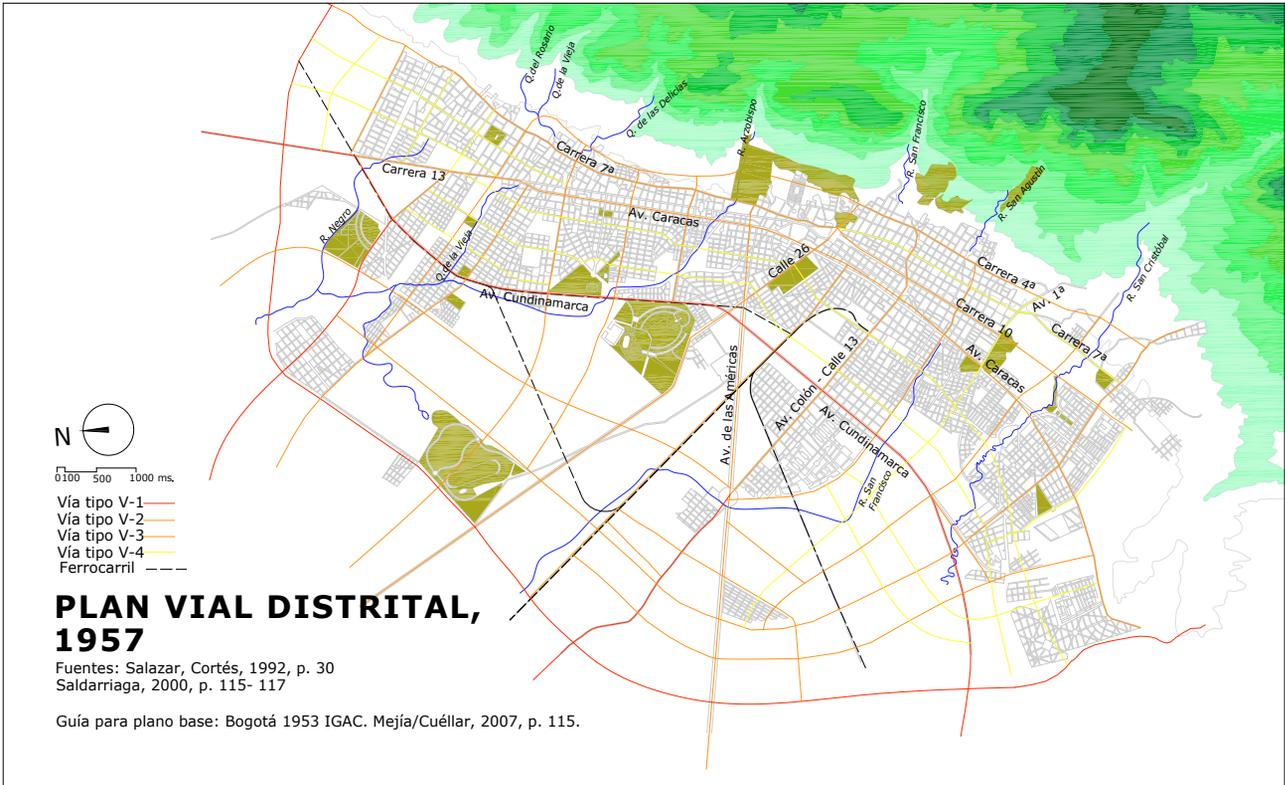 Q.del Rosario
Q.de la Vieja
Q. de las Delicias
R. Arzobispo
R. San Francisco
R. San Agustín
R. San Cristóbal
Carrera 7ª
Carrera 13
Av. Caracas
R. Negro
Q.de la Vieja
Calle 26
Av. Cundinamarca
Carrera 4ª
Av. 1ª
Carrera 10
Carrera 7ª
Av. Caracas
Av. de las Américas
Av. Colón - Calle 13
Av. Cundinamarca
R. San
Francisco
N
0 100 500 1000 ms.
Vía tipo V-1
Vía tipo V-2
Vía tipo V-3
Vía tipo V-4
Ferrocarril
PLAN VIAL DISTRITAL,
1957
Fuentes: Salazar, Cortés, 1992, p. 30
Saldarriaga, 2000, p. 115- 117
Guía para plano base: Bogotá 1953 IGAC. Mejía/Cuéllar, 2007, p. 115.